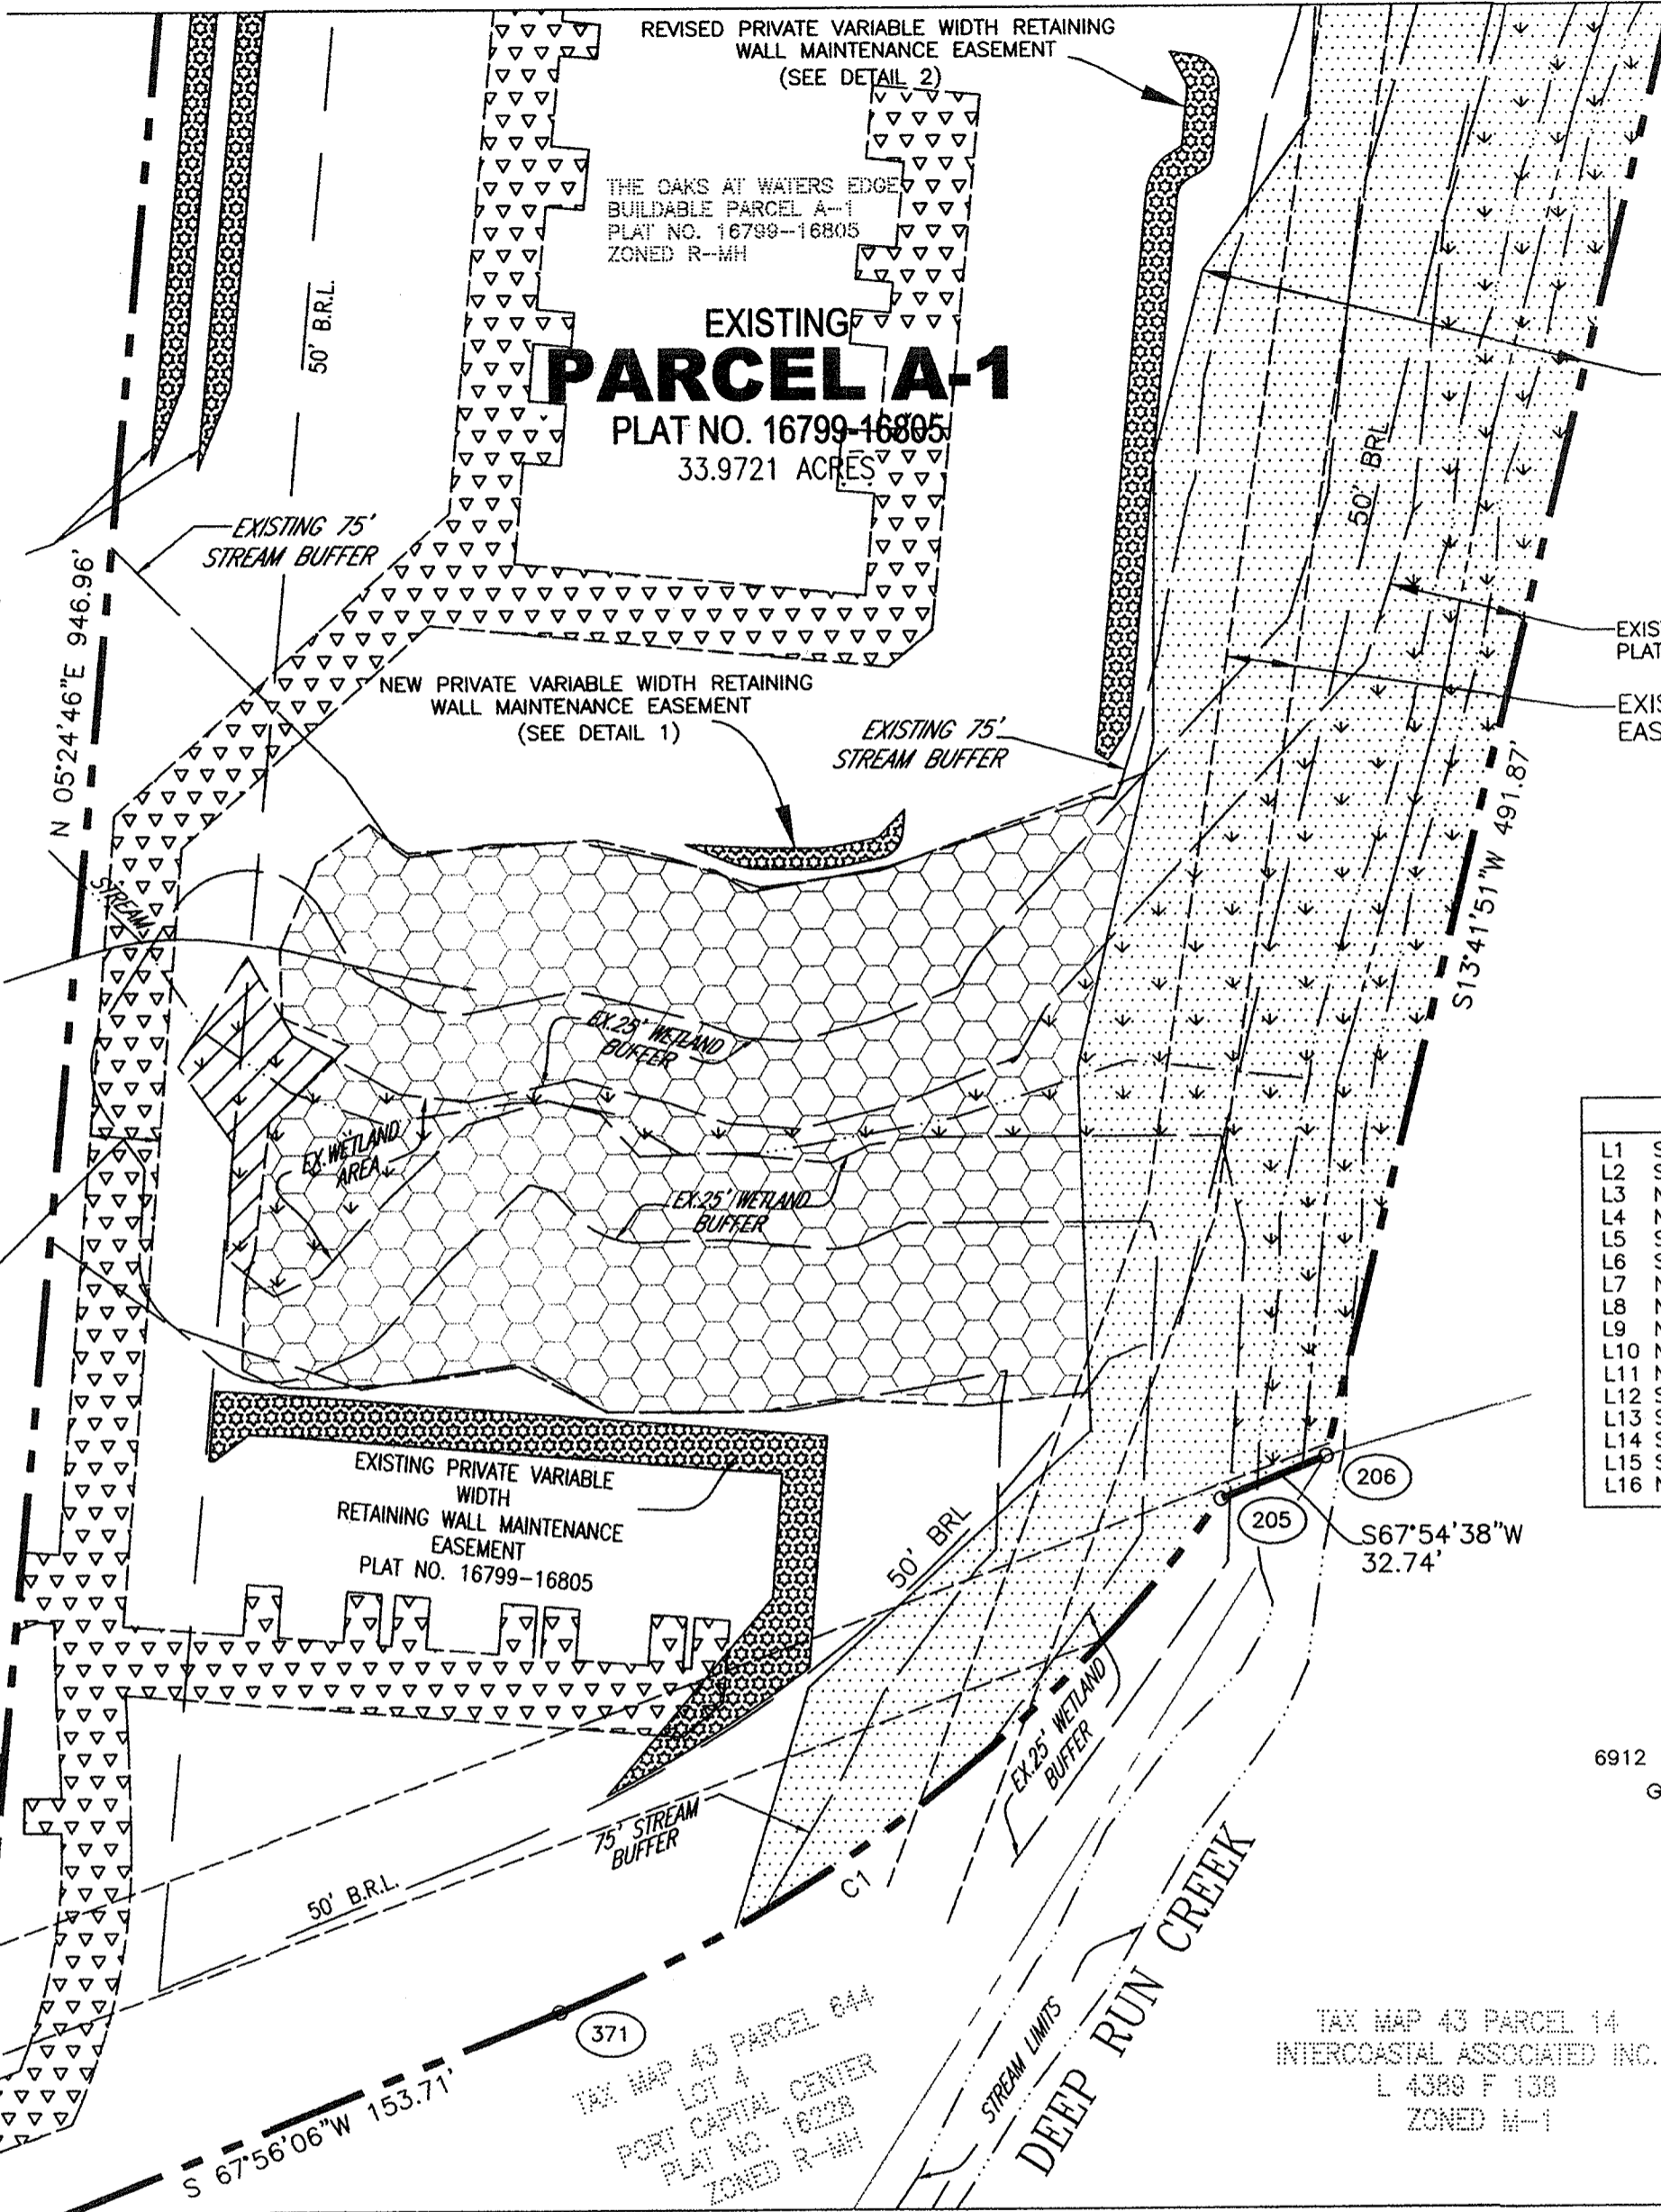 REVISED PRIVATE VARIABLE WIDTH RETAINING
WALL MAINTENANCE EASEMENT
(SEE DETAIL 2)
THE OAKS AT WATERS EDGE
BUILDABLE PARCEL A-1
PLAT NO. 16799-16805
ZONED R-MH
50' B.R.L.
EXISTING
PARCEL A-1
PLAT NO. 16799-16805
33.9721 ACRES
50' BRL
EXISTING 75'
STREAM BUFFER
N 05°24'46"E 946.96'
EXIS
PLAT
NEW PRIVATE VARIABLE WIDTH RETAINING
WALL MAINTENANCE EASEMENT
(SEE DETAIL 1)
EXIS
EAS
EXISTING 75'
STREAM BUFFER
S13°41'51"W 491.87'
STREAM
EX.25' WETLAND
BUFFER
EX.WETLAND
AREA
EX.25' WETLAND
BUFFER
L1 S
L2 S
L3 N
L4 N
L5 S
L6 S
L7 N
L8 N
L9 N
L10 N
L11 N
L12 S
L13 S
L14 S
L15 S
L16 N
EXISTING PRIVATE VARIABLE
WIDTH
RETAINING WALL MAINTENANCE
EASEMENT
PLAT NO. 16799-16805
206
205
S67°54'38"W
32.74'
50' BRL
EX.25' WETLAND
BUFFER
6912
75' STREAM
BUFFER
C1
50' B.R.L.
371
S 67°56'06"W 153.71'
TAX MAP 43 PARCEL 644
LOT 4
PORT CAPITAL CENTER
PLAT NO. 16228
ZONED R-MH
STREAM LIMITS
DEEP RUN CREEK
TAX MAP 43 PARCEL 14
INTERCOASTAL ASSOCIATED INC.
L 4389 F 138
ZONED M-1